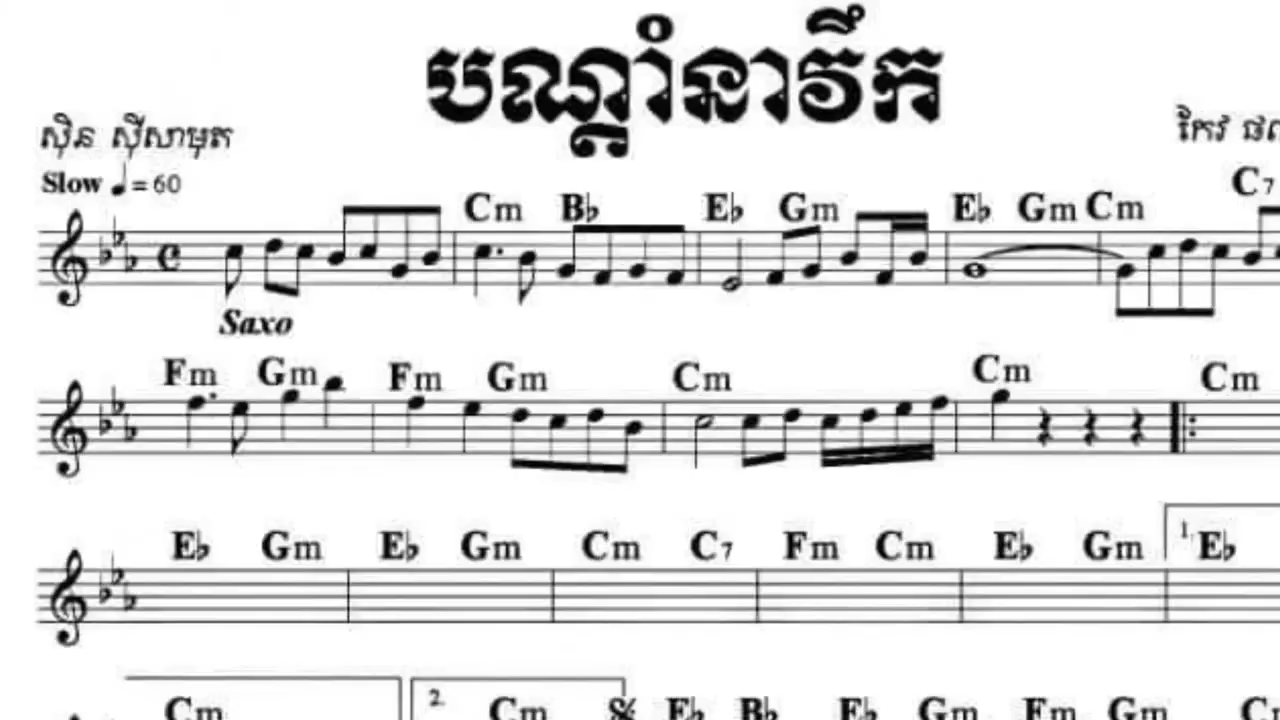 បណ្ដាំនាវឹក
ស៊ិន ស៊ីសាមុត
កែវ
Slow ♩= 60
Cm B♭ E♭ Gm E♭ Gm Cm C7
Saxo
Fm Gm Fm Gm Cm Cm Cm
E♭ Gm E♭ Gm Cm C7 Fm Cm E♭ Gm 1. E♭
Cm 2. Cm E♭ B♭ E♭ Gm Fm Gm